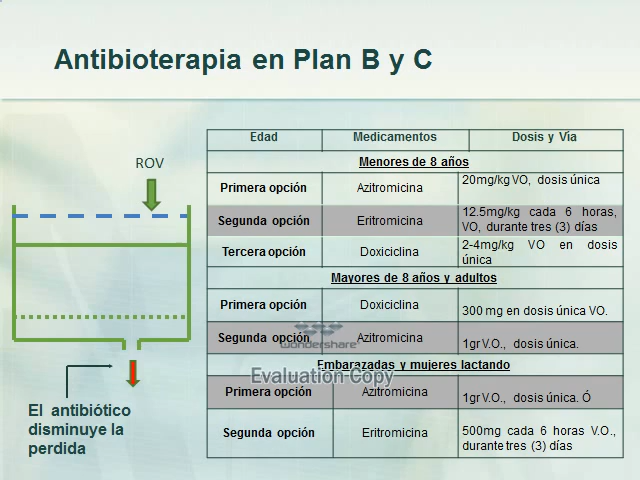 Antibioterapia en Plan B y C
ROV
El antibiótico
disminuye la
perdida
Edad Medicamentos Dosis y Vía
Menores de 8 años
Primera opción Azitromicina 20mg/kg VO, dosis única
Segunda opción Eritromicina 12.5mg/kg cada 6 horas,
VO, durante tres (3) días
Tercera opción Doxiciclina 2-4mg/kg VO en dosis
única
Mayores de 8 años y adultos
Primera opción Doxiciclina 300 mg en dosis única VO.
Segunda opción Azitromicina 1gr V.O., dosis única.
Embarazadas y mujeres lactando
Primera opción Azitromicina 1gr V.O., dosis única. Ó
Segunda opción Eritromicina 500mg cada 6 horas V.O.,
durante tres (3) días
wondershare
Evaluation Copy